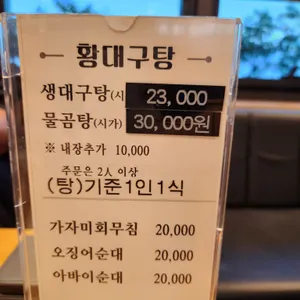 황대구탕
생대구탕(시 23,000
물곰탕(시가) 30,000원
※ 내장추가 10,000
주문은 2人 이상
(탕)기준1인1식
가자미회무침 20,000
오징어순대 20,000
아바이순대 20,000